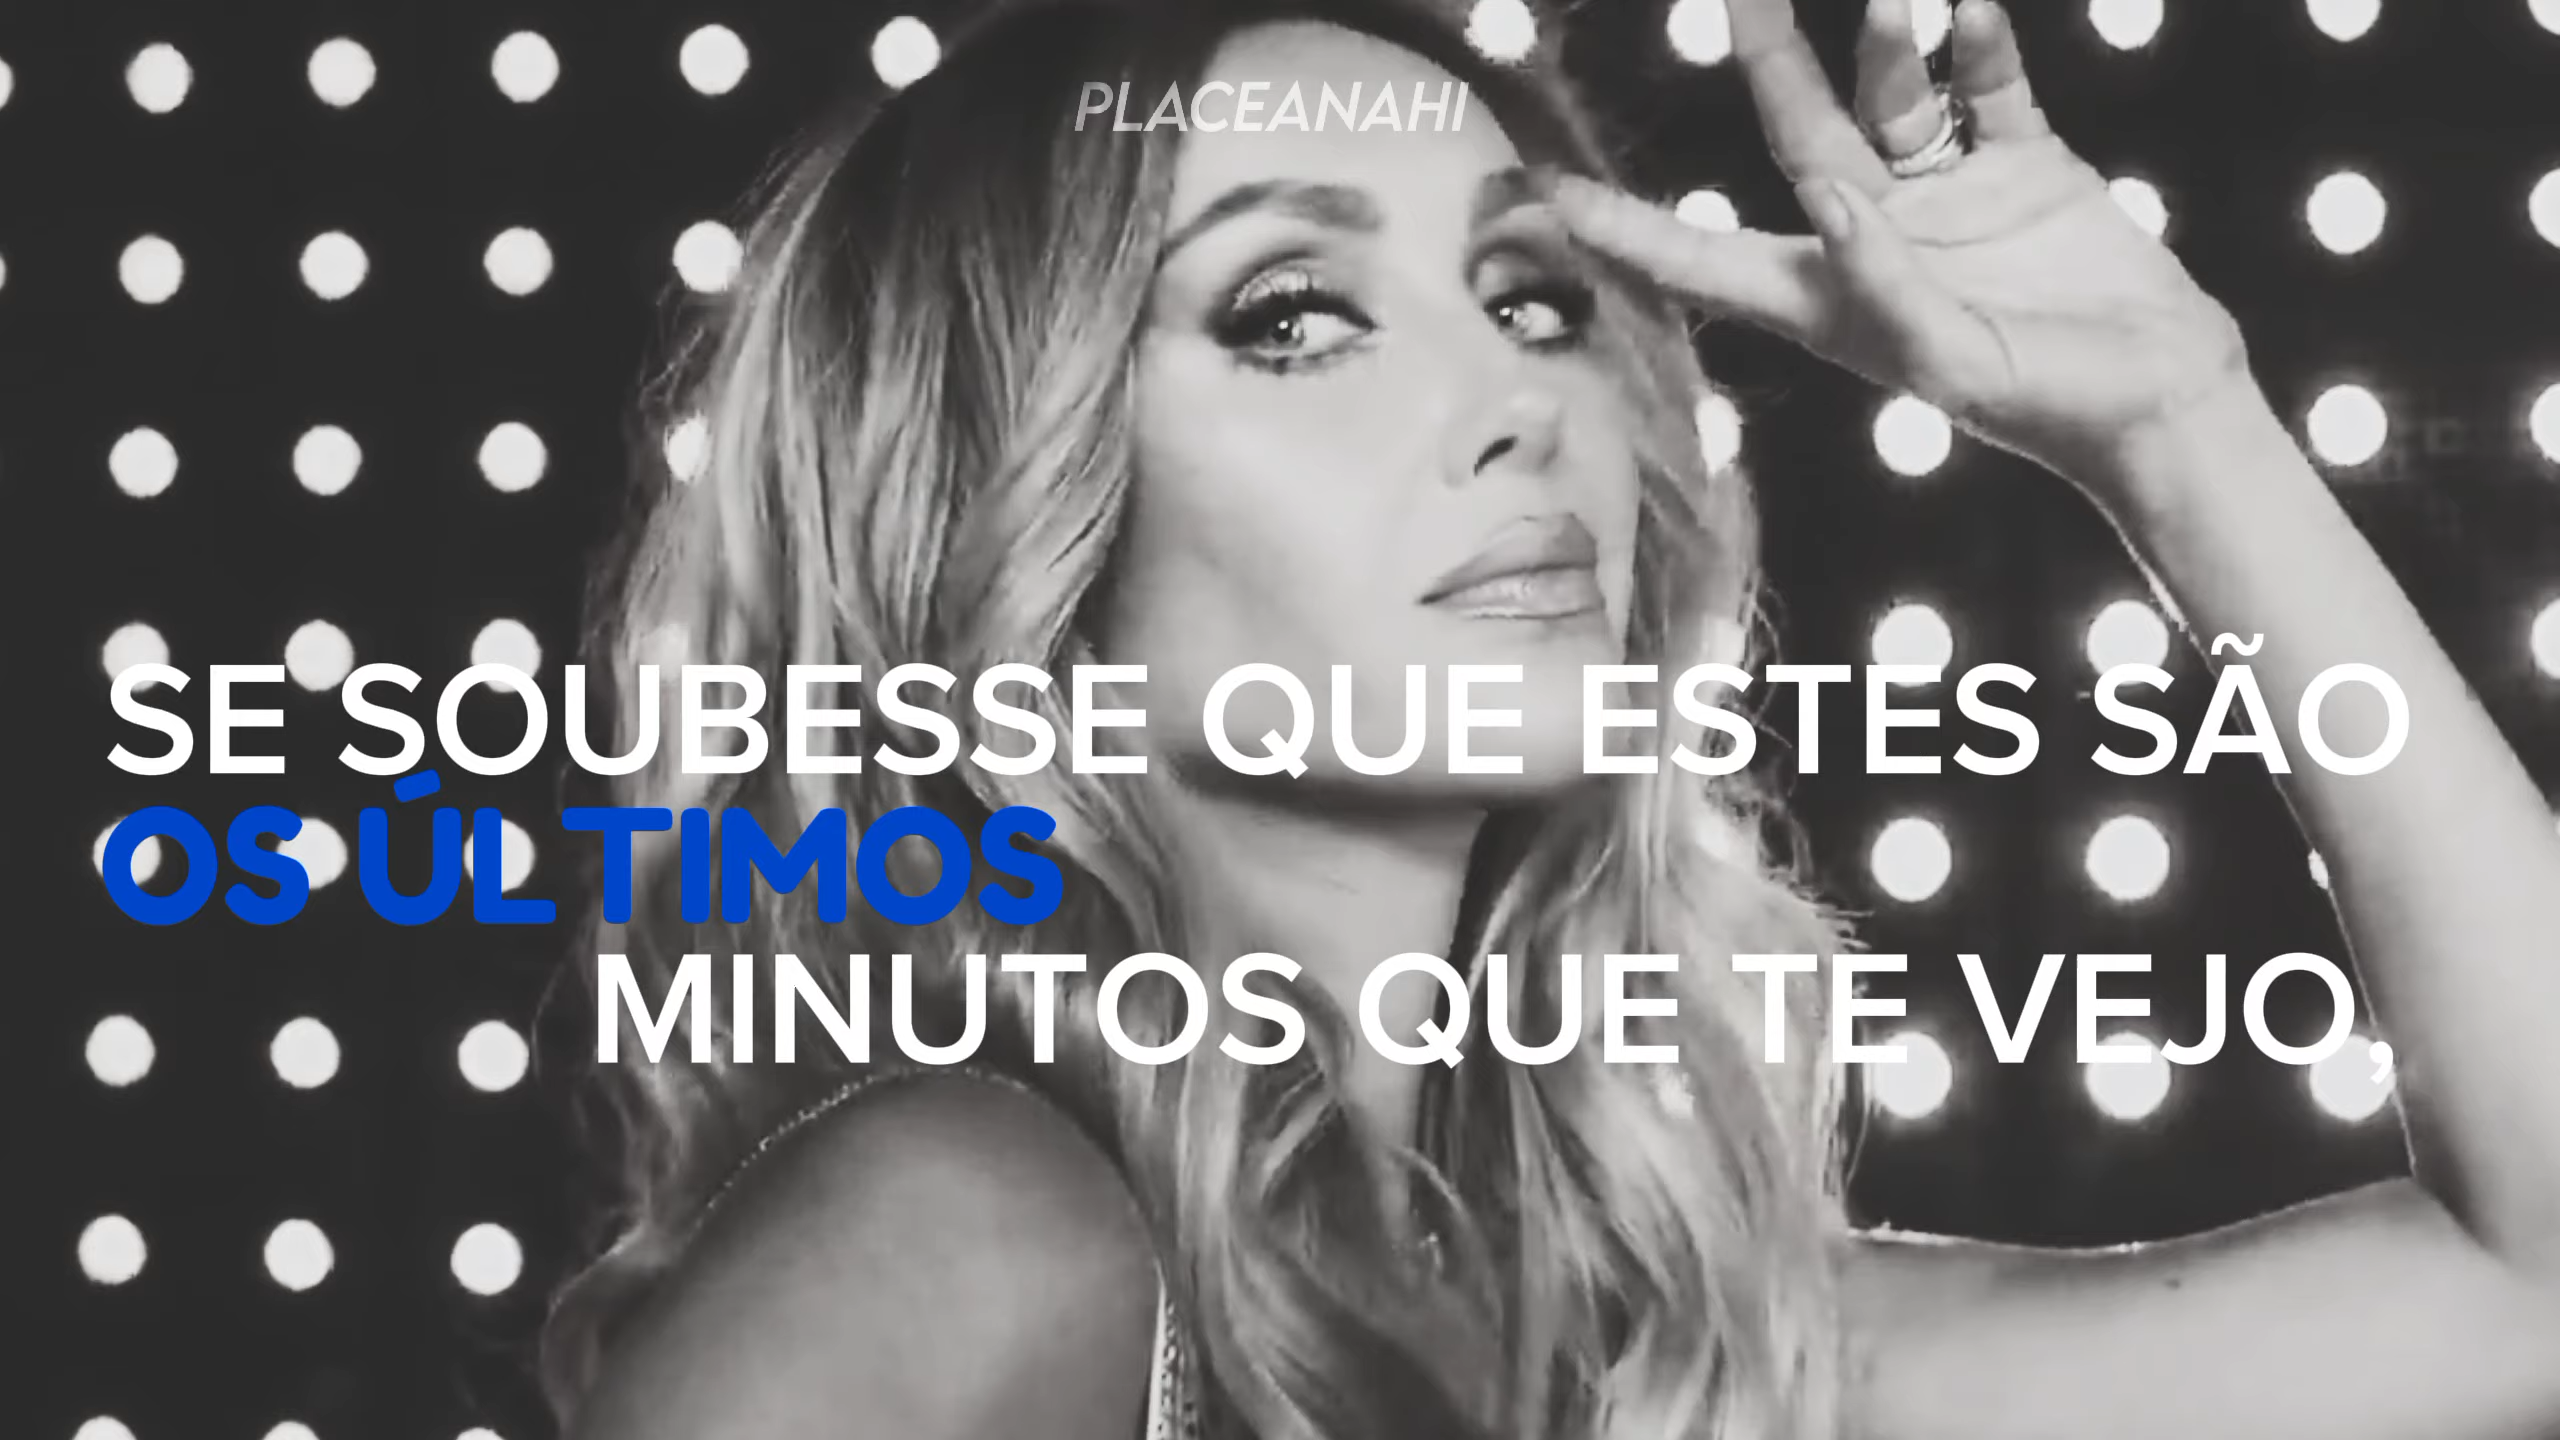 PLACEANAHI
SE SOUBESSE QUE ESTES SÃO
OS ÚLTIMOS
MINUTOS QUE TE VEJO,